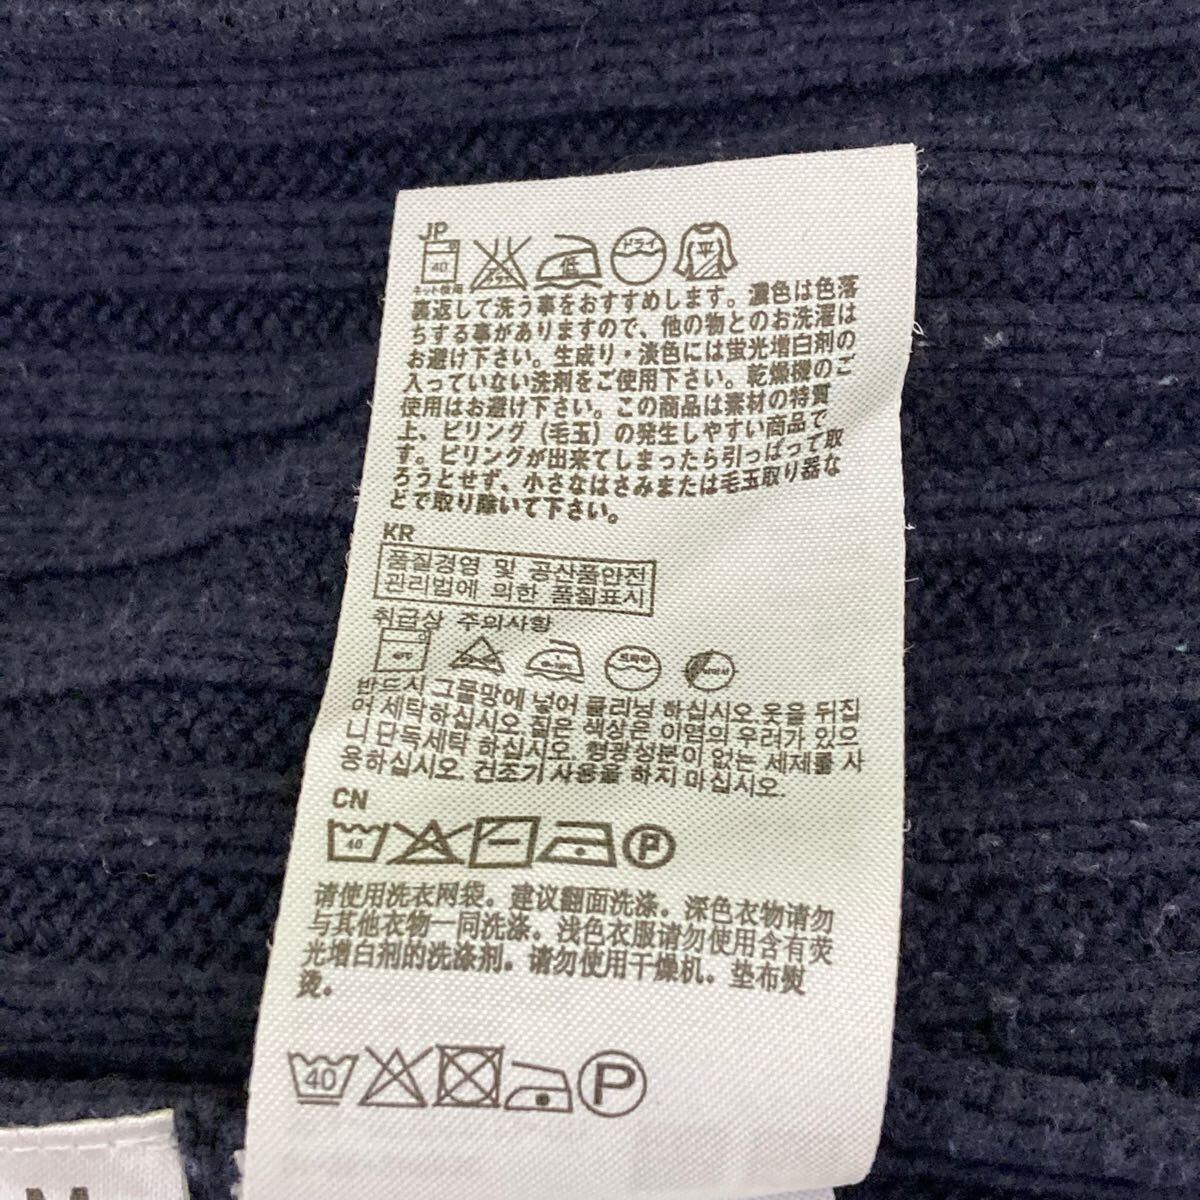 JP
40
低
ドライ
平
ネット使用
裏返して洗う事をおすすめします。濃色は色落
ちする事がありますので、他の物とのお洗濯は
お避け下さい。生成り・淡色には蛍光増白剤の
入っていない洗剤をご使用下さい。乾燥機のご
使用はお避け下さい。この商品は素材の特質
上、ピリング（毛玉）の発生しやすい商品で
す。ピリングが出来てしまったら引っぱって取
ろうとせず、小さなはさみまたは毛玉取り器な
どで取り除いて下さい。
KR
품질경영 및 공산품안전
관리법에 의한 품질표시
취급상 주의사항
반드시 그물망에 넣어 클리닝 하십시오 옷을 뒤집
어 세탁하십시오 짙은 색상은 이염의 우려가 있으
니 단독세탁 하십시오. 형광성분이 없는 세제를 사
용하십시오. 건조기 사용을 하지 마십시오.
CN
40
P
请使用洗衣网袋。建议翻面洗涤。深色衣物请勿
与其他衣物一同洗涤。浅色衣服请勿使用含有荧
光增白剂的洗涤剂。请勿使用干燥机。垫布熨
烫。
40
P
M